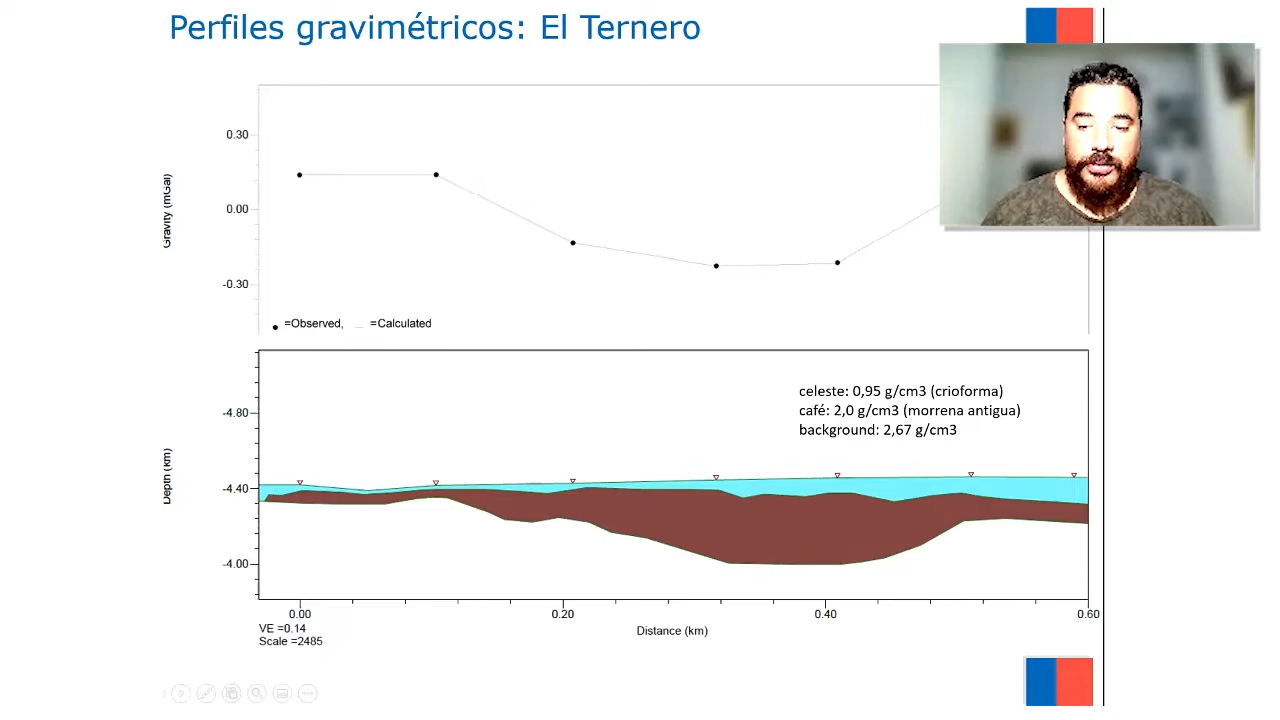 Perfiles gravimétricos: El Ternero
Gravity (mGal)
0.30
0.00
-0.30
=Observed, =Calculated
celeste: 0,95 g/cm3 (crioforma)
café: 2,0 g/cm3 (morrena antigua)
background: 2,67 g/cm3
Depth (km)
-4.80
-4.40
-4.00
0.00 0.20 0.40 0.60
VE =0.14
Distance (km)
Scale =2485